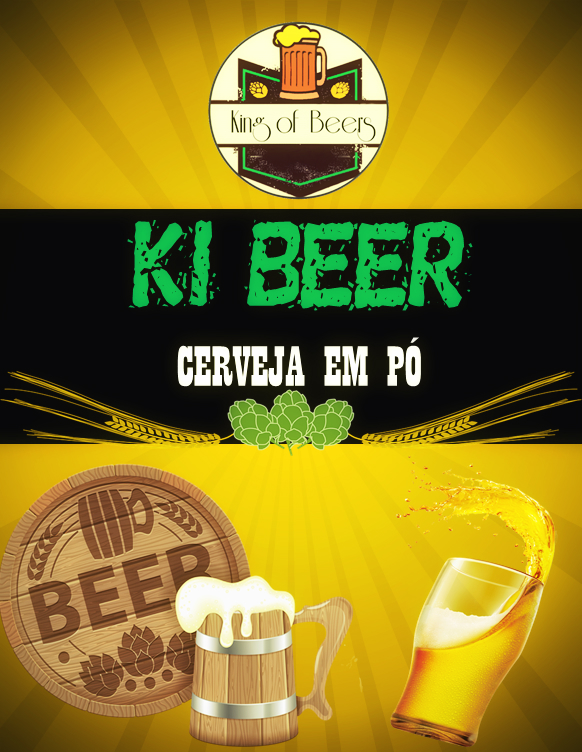 King of Beers
KI BEER
CERVEJA EM PÓ
BEER